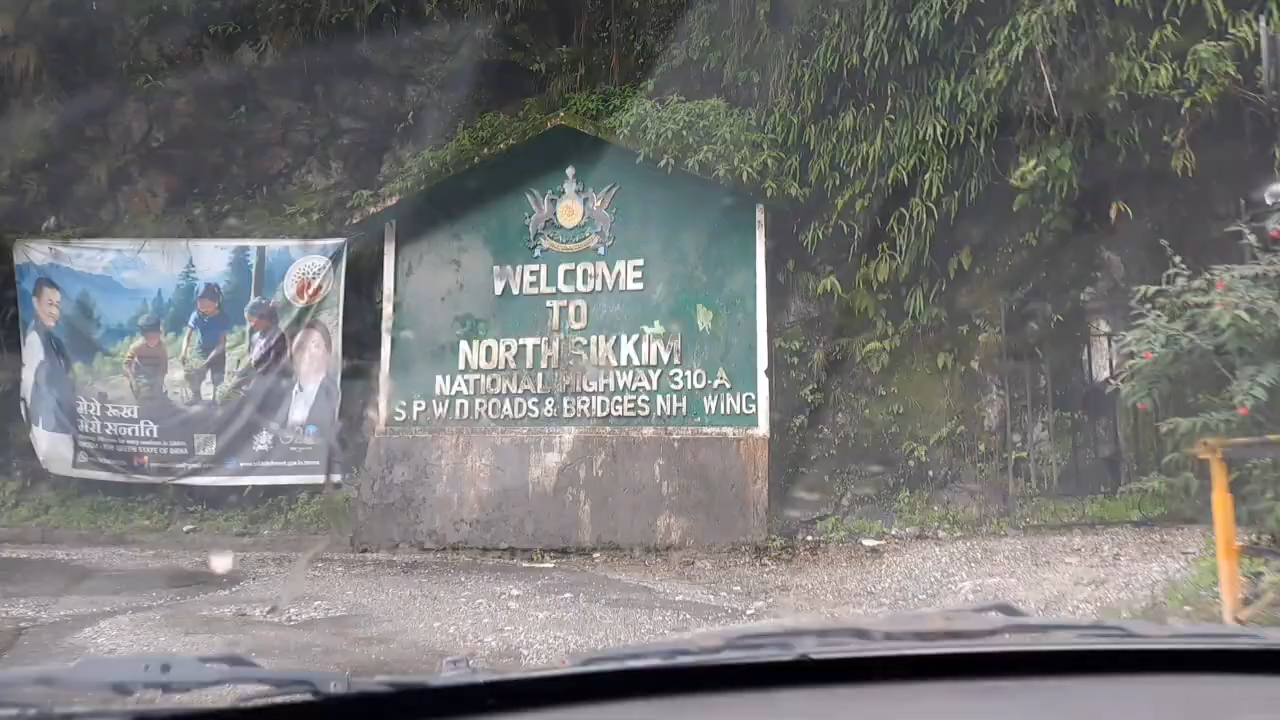 WELCOME
TO
NORTH SIKKIM
NATIONAL HIGHWAY 310-A
S.P.W.D. ROADS & BRIDGES, NH WING
मेरो रूख
मेरो सन्तति